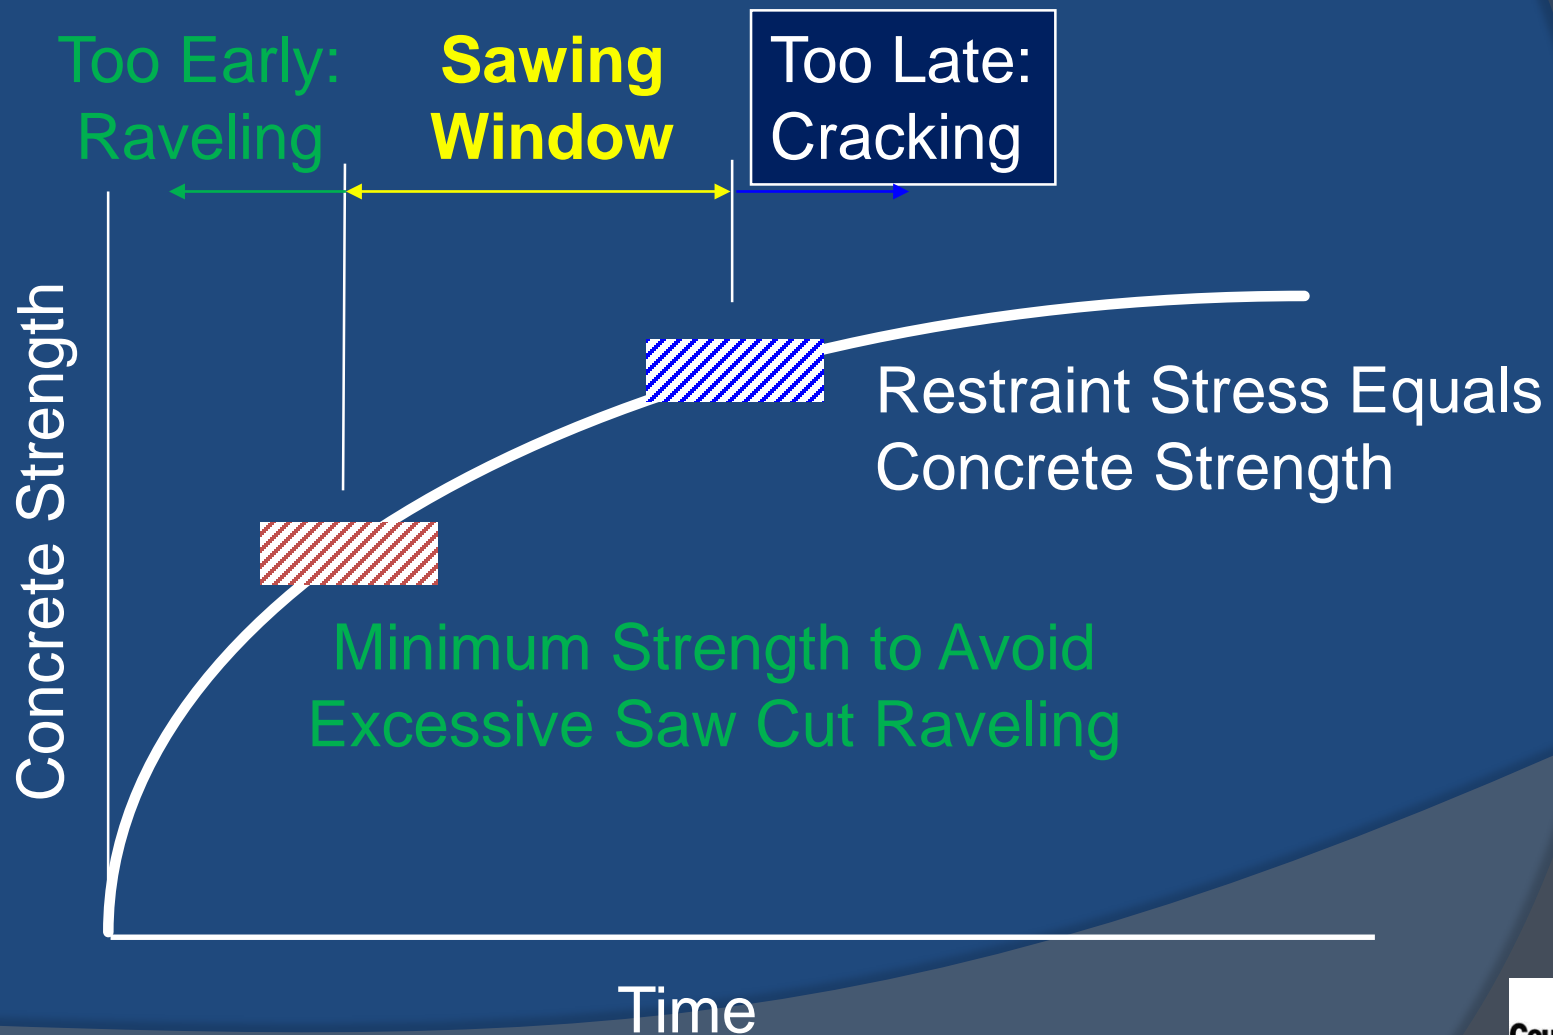 Too Early:
Raveling
Sawing
Window
Too Late:
Cracking
Concrete Strength
Restraint Stress Equals
Concrete Strength
Minimum Strength to Avoid
Excessive Saw Cut Raveling
Time